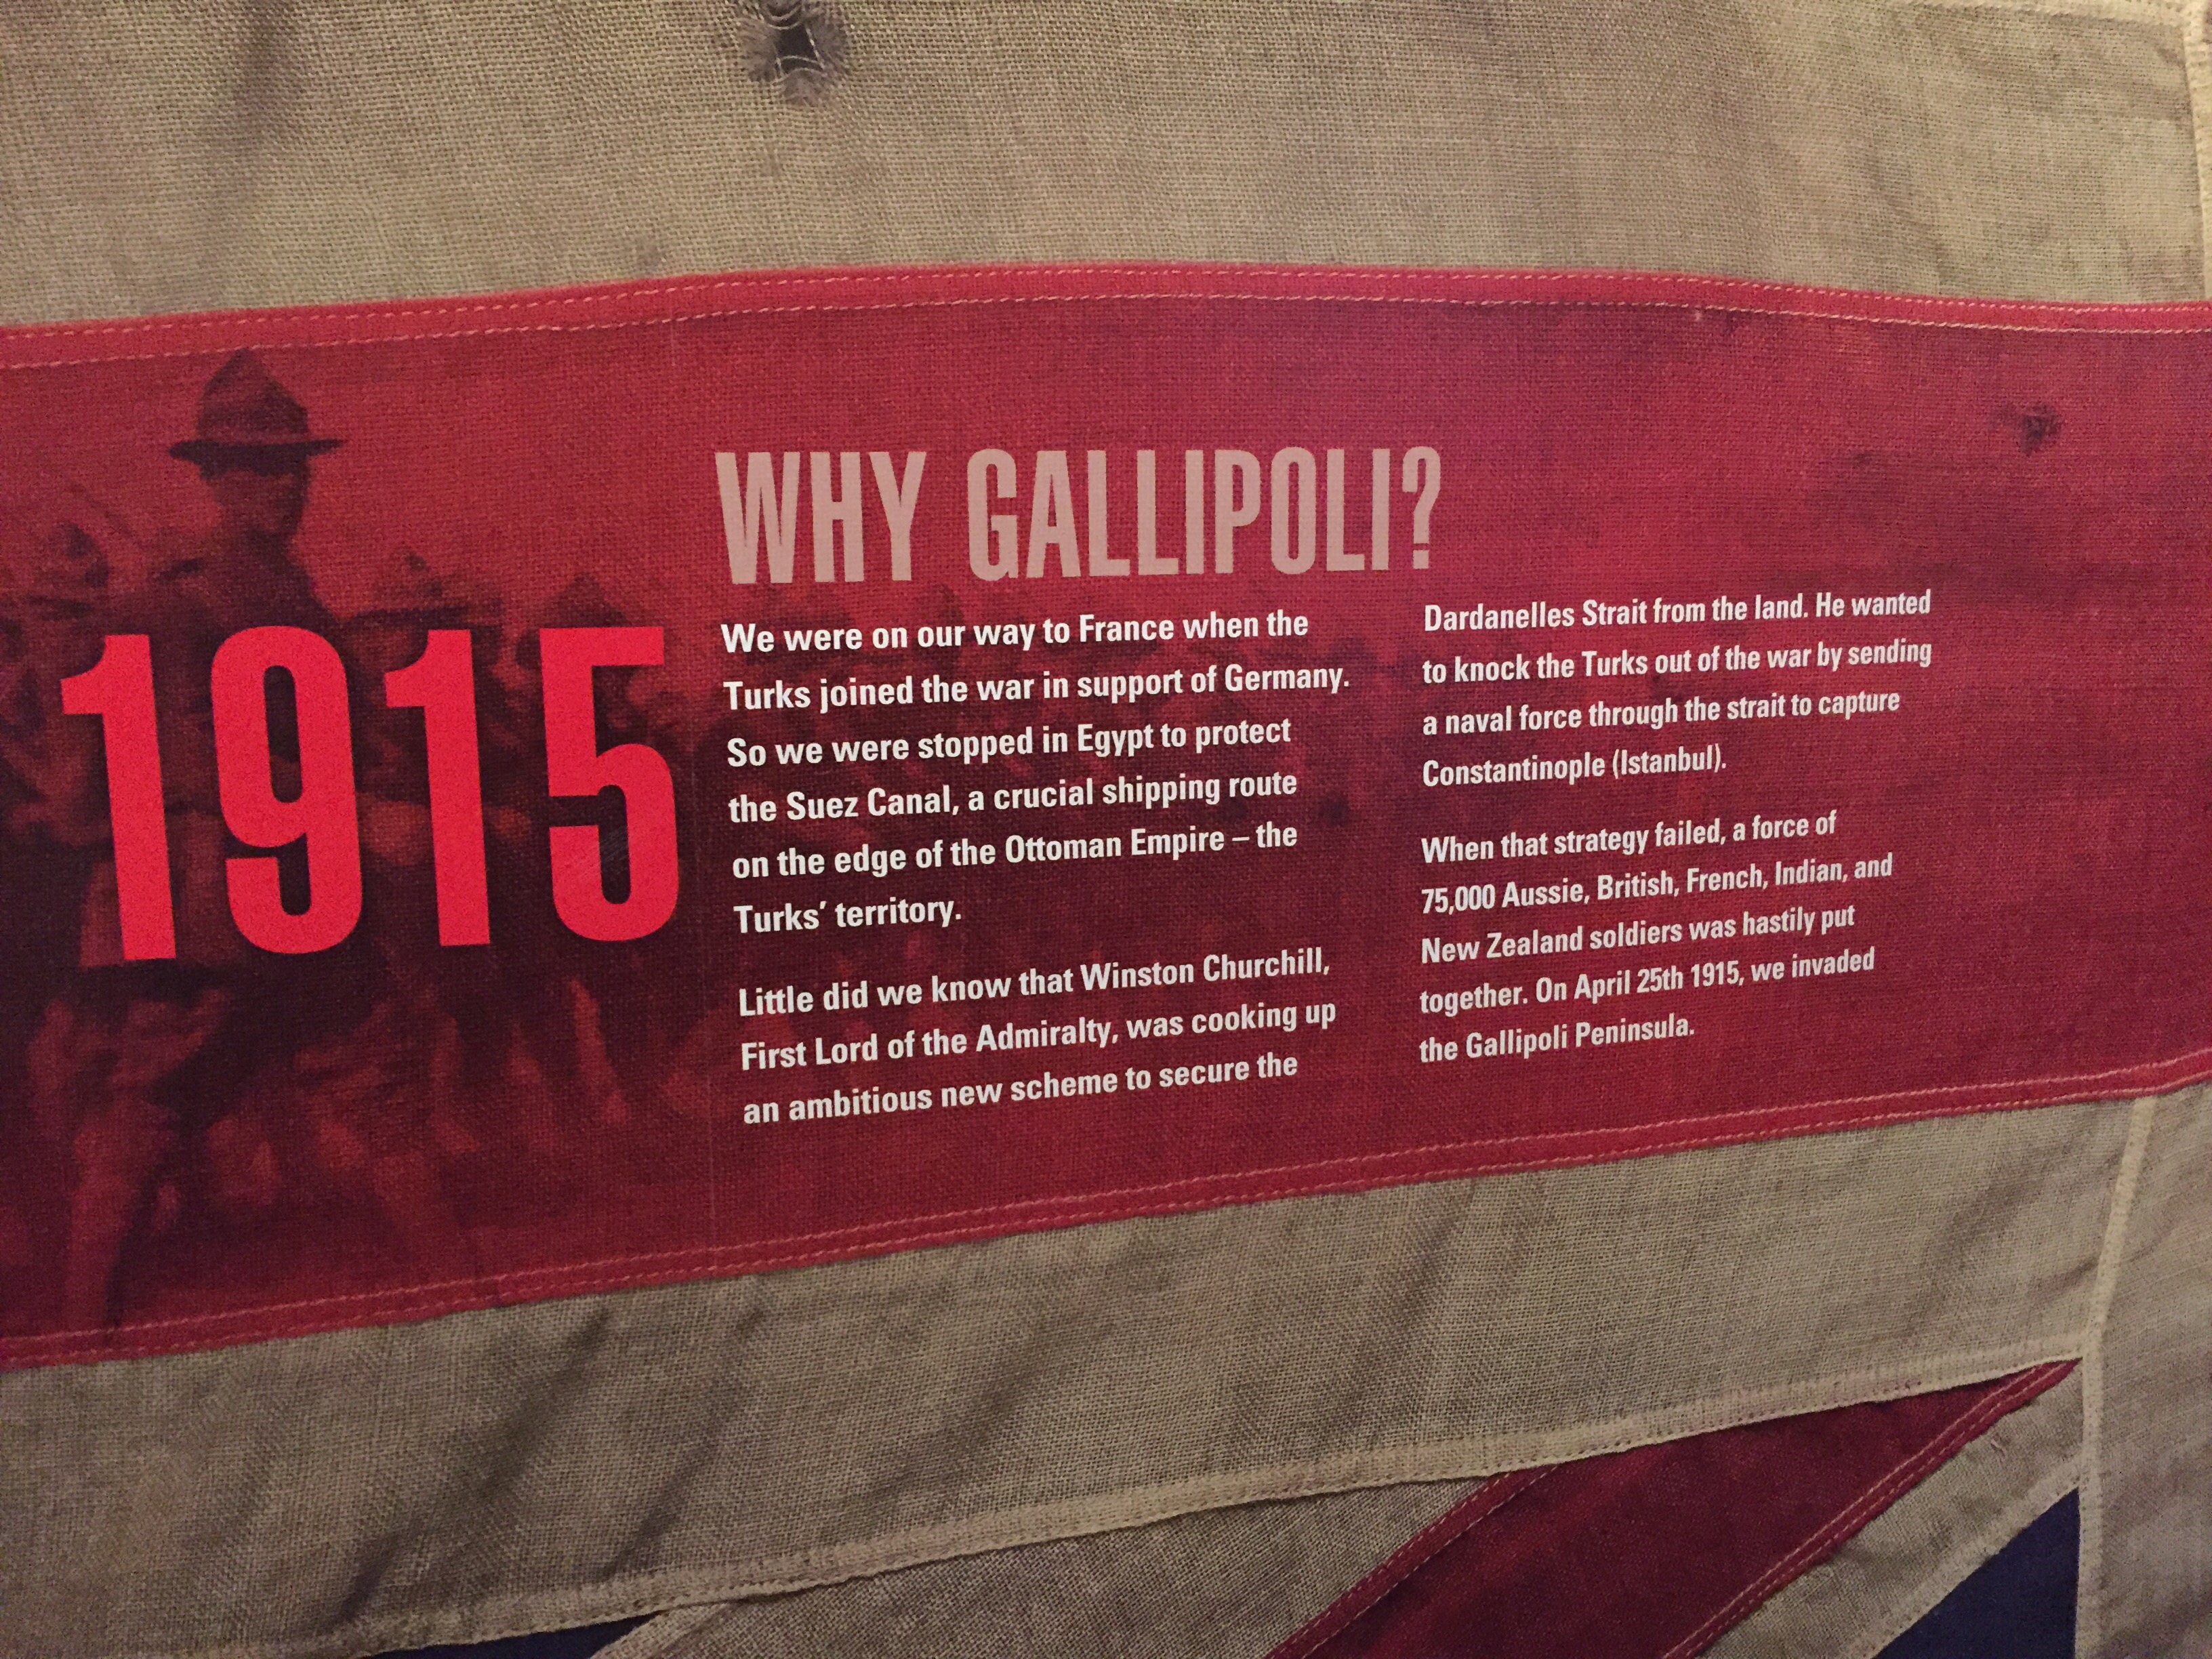 1915
WHY GALLIPOLI?
We were on our way to France when the
Turks joined the war in support of Germany.
So we were stopped in Egypt to protect
the Suez Canal, a crucial shipping route
on the edge of the Ottoman Empire – the
Turks’ territory.
Little did we know that Winston Churchill,
First Lord of the Admiralty, was cooking up
an ambitious new scheme to secure the
Dardanelles Strait from the land. He wanted
to knock the Turks out of the war by sending
a naval force through the strait to capture
Constantinople (Istanbul).
When that strategy failed, a force of
75,000 Aussie, British, French, Indian, and
New Zealand soldiers was hastily put
together. On April 25th 1915, we invaded
the Gallipoli Peninsula.